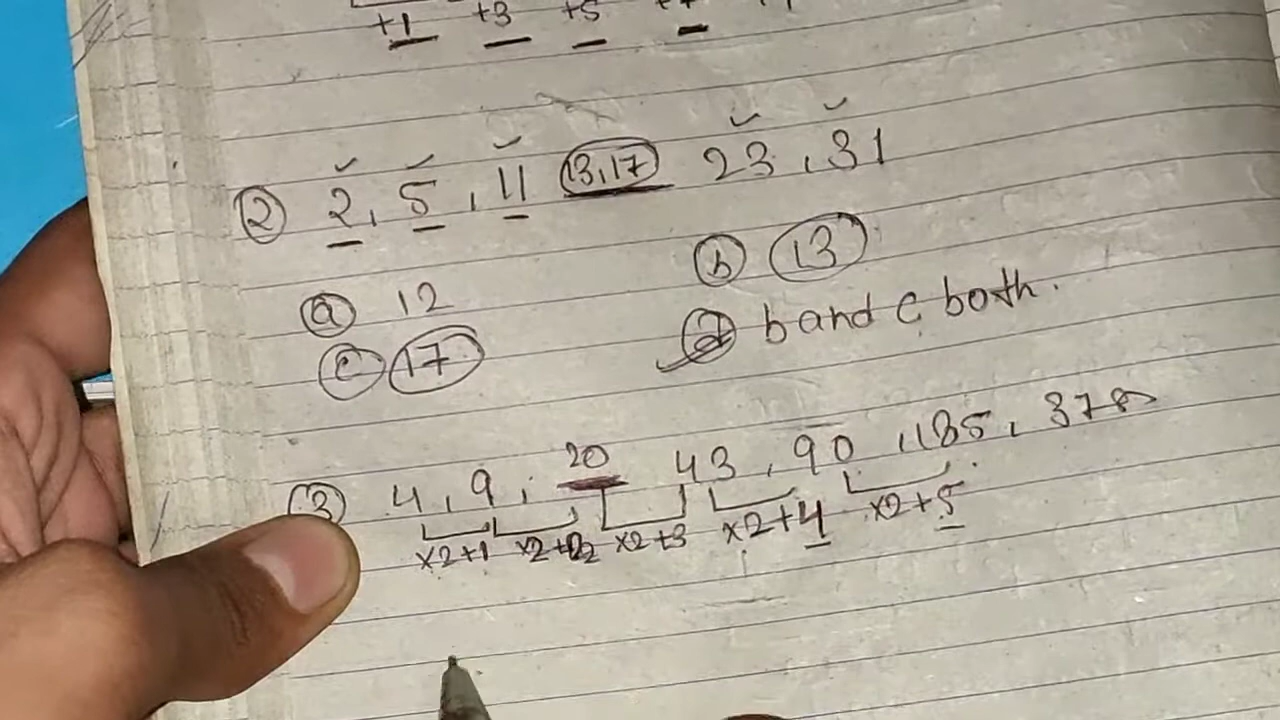 +1 +3 +5
② 2, 5, 11 13,17 23, 31
ⓐ 12 ⓑ 13
ⓒ 17 ⓓ b and c both.
③ 4, 9, 20 43, 90, 185, 378
×2+1 ×2+2 ×2+3 ×2+4 ×2+5